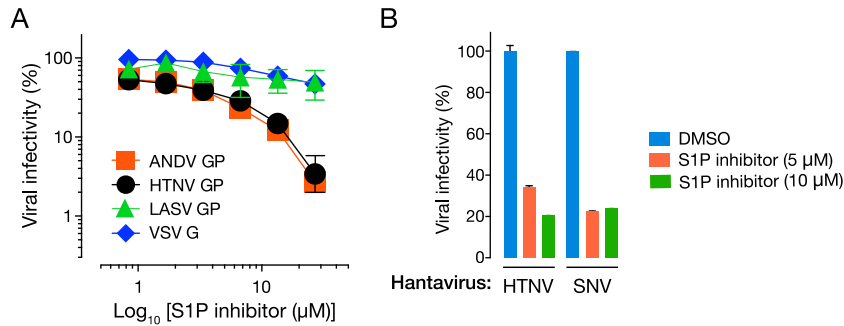 A
Viral infectivity (%)
100
10
1
ANDV GP
HTNV GP
LASV GP
VSV G
1
10
Log10 [S1P inhibitor (µM)]
B
Viral infectivity (%)
100
80
60
40
20
0
DMSO
S1P inhibitor (5 µM)
S1P inhibitor (10 µM)
Hantavirus: HTNV SNV